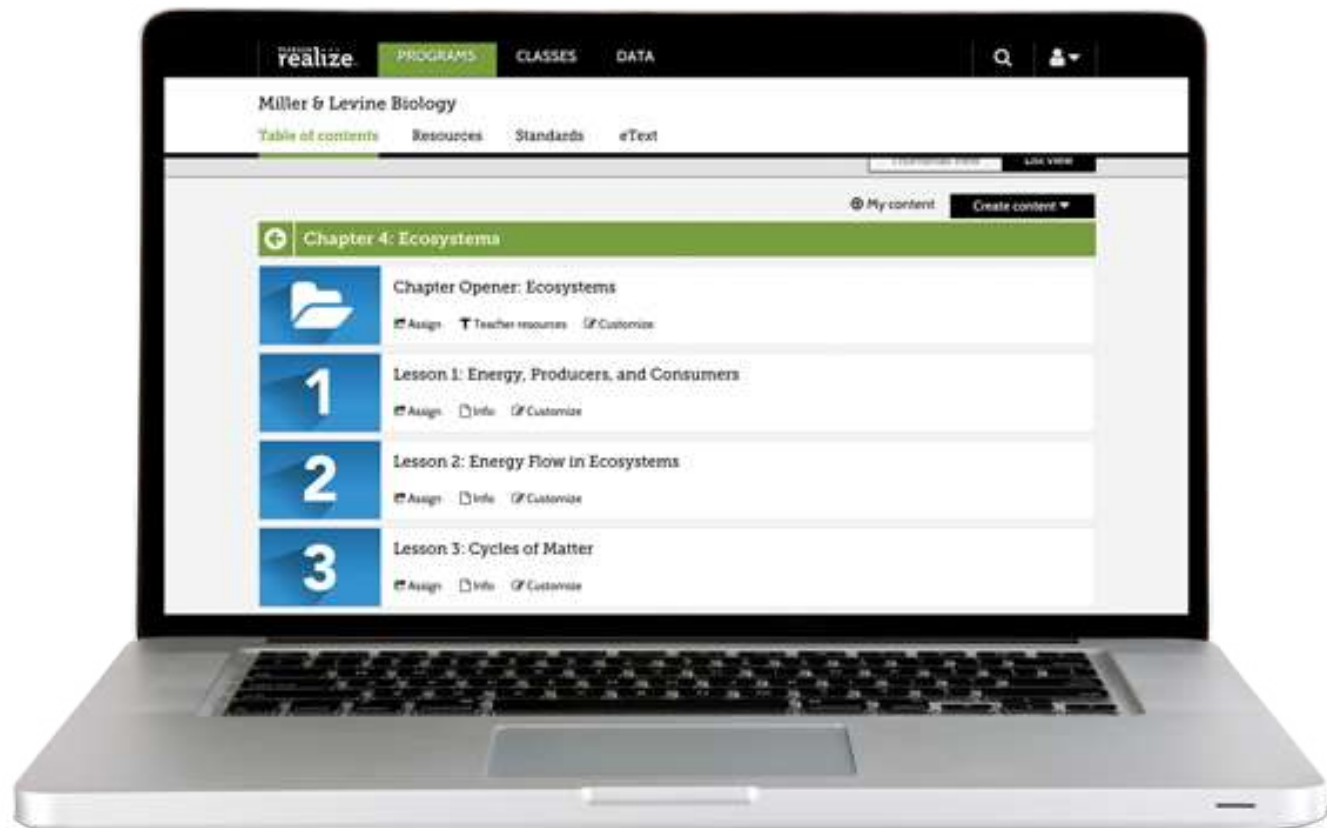 PEARSON
realize.
PROGRAMS CLASSES DATA
Miller & Levine Biology
Table of contents Resources Standards eText
List View
My content Create content
Chapter 4: Ecosystems
Chapter Opener: Ecosystems
Assign Teacher resources Customize
1
Lesson 1: Energy, Producers, and Consumers
Assign Info Customize
2
Lesson 2: Energy Flow in Ecosystems
Assign Info Customize
3
Lesson 3: Cycles of Matter
Assign Info Customize